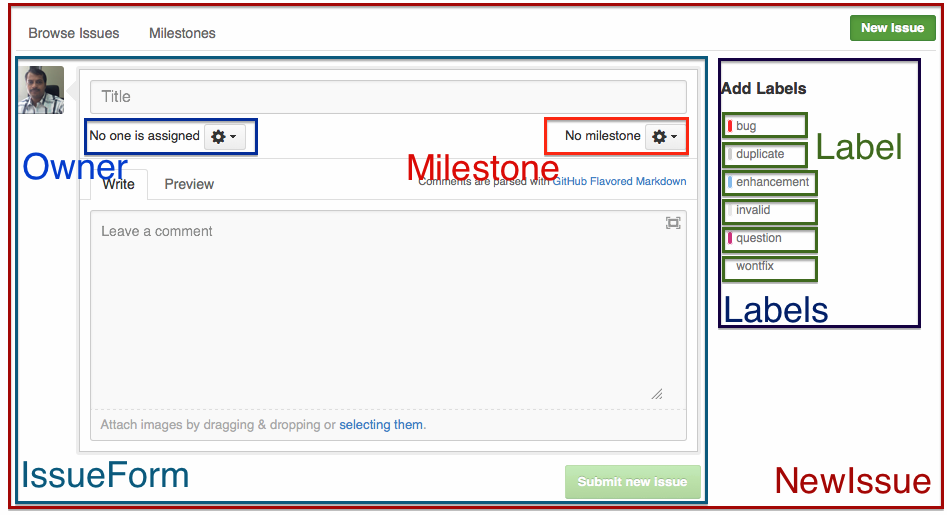 Browse Issues Milestones New Issue
Title
Add Labels
No one is assigned No milestone
bug
Label
duplicate
Owner
Milestone
Write Preview Comments are parsed with GitHub Flavored Markdown
enhancement
invalid
Leave a comment
question
wontfix
Labels
Attach images by dragging & dropping or selecting them.
IssueForm
Submit new issue
NewIssue